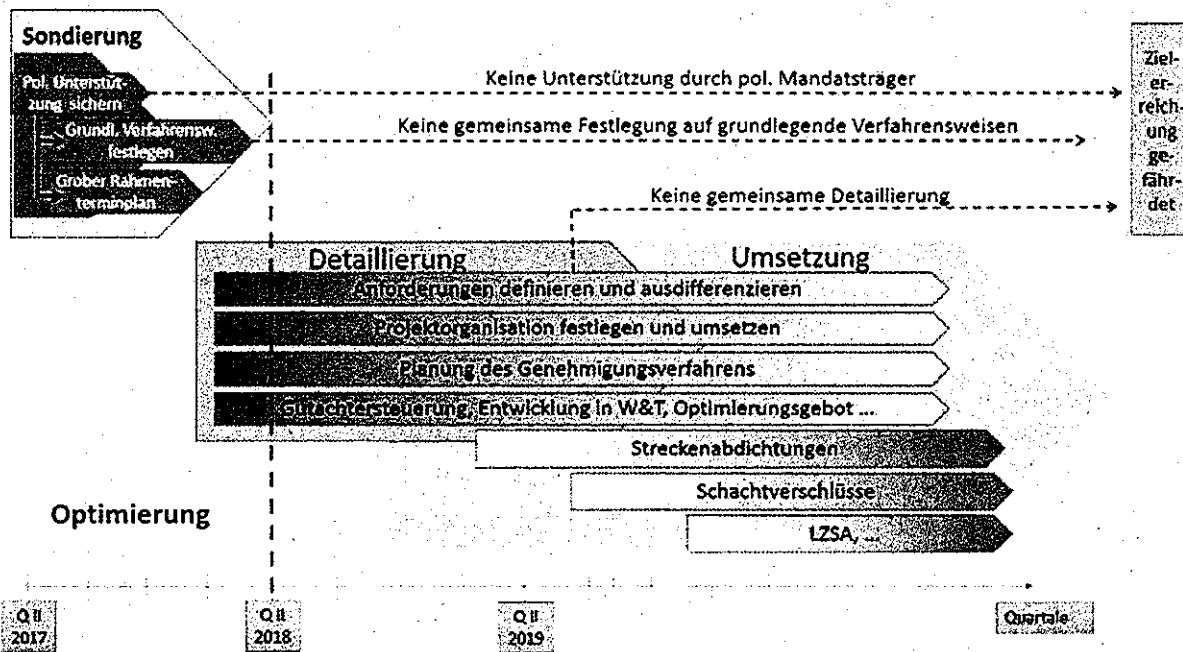 Sondierung
Pol. Unterstüt-
zung sichern
Grundl. Verfahrensw.
festlegen
Grober Rahmen-
terminplan
Keine Unterstützung durch pol. Mandatsträger
Keine gemeinsame Festlegung auf grundlegende Verfahrensweisen
Keine gemeinsame Detaillierung
Ziel-
er-
reich-
ung
ge-
fähr-
det
Detaillierung
Umsetzung
Anforderungen definieren und ausdifferenzieren
Projektorganisation festlegen und umsetzen
Planung des Genehmigungsverfahrens
Gutachtersteuerung, Entwicklung in W&T, Optimierungsgebot ...
Streckenabdichtungen
Schachtverschlüsse
LZSA, ...
Optimierung
Q II
2017
Q II
2018
Q II
2019
Quartale